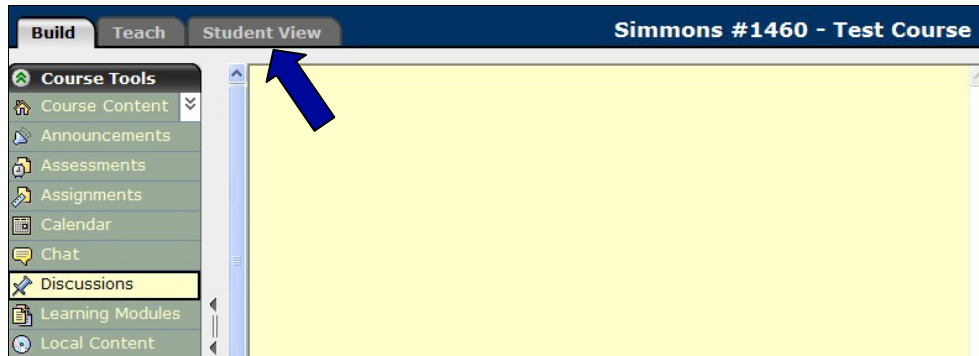 Build Teach Student View Simmons #1460 - Test Course
Course Tools
Course Content
Announcements
Assessments
Assignments
Calendar
Chat
Discussions
Learning Modules
Local Content